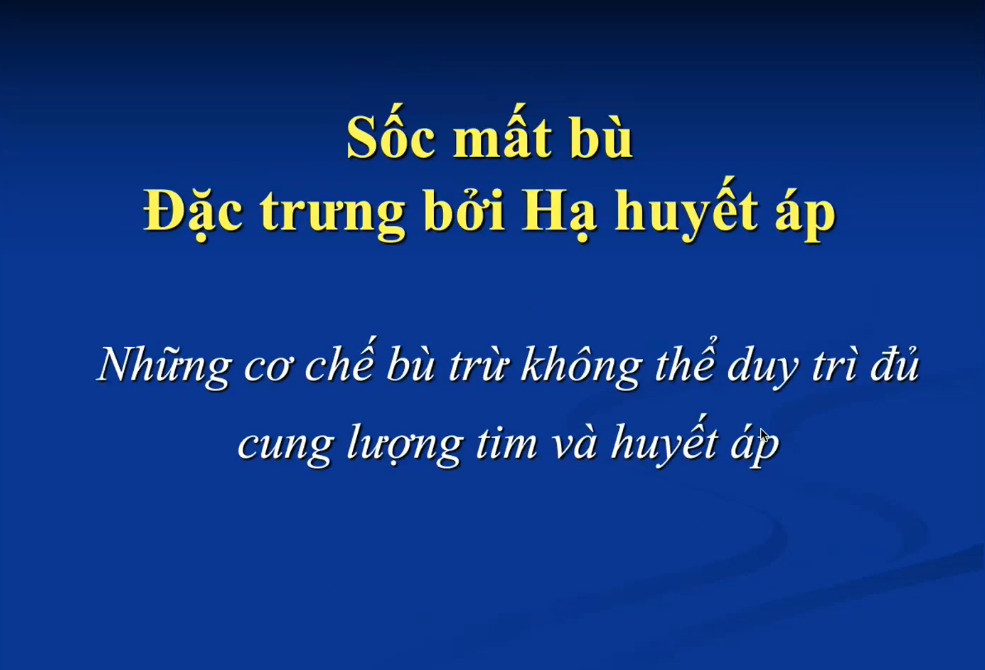 Sốc mất bù
Đặc trưng bởi Hạ huyết áp
Những cơ chế bù trừ không thể duy trì đủ
cung lượng tim và huyết áp